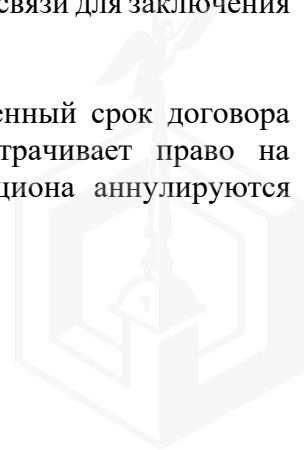 связи для заключения
енный срок договора
трачивает право на
циона аннулируются